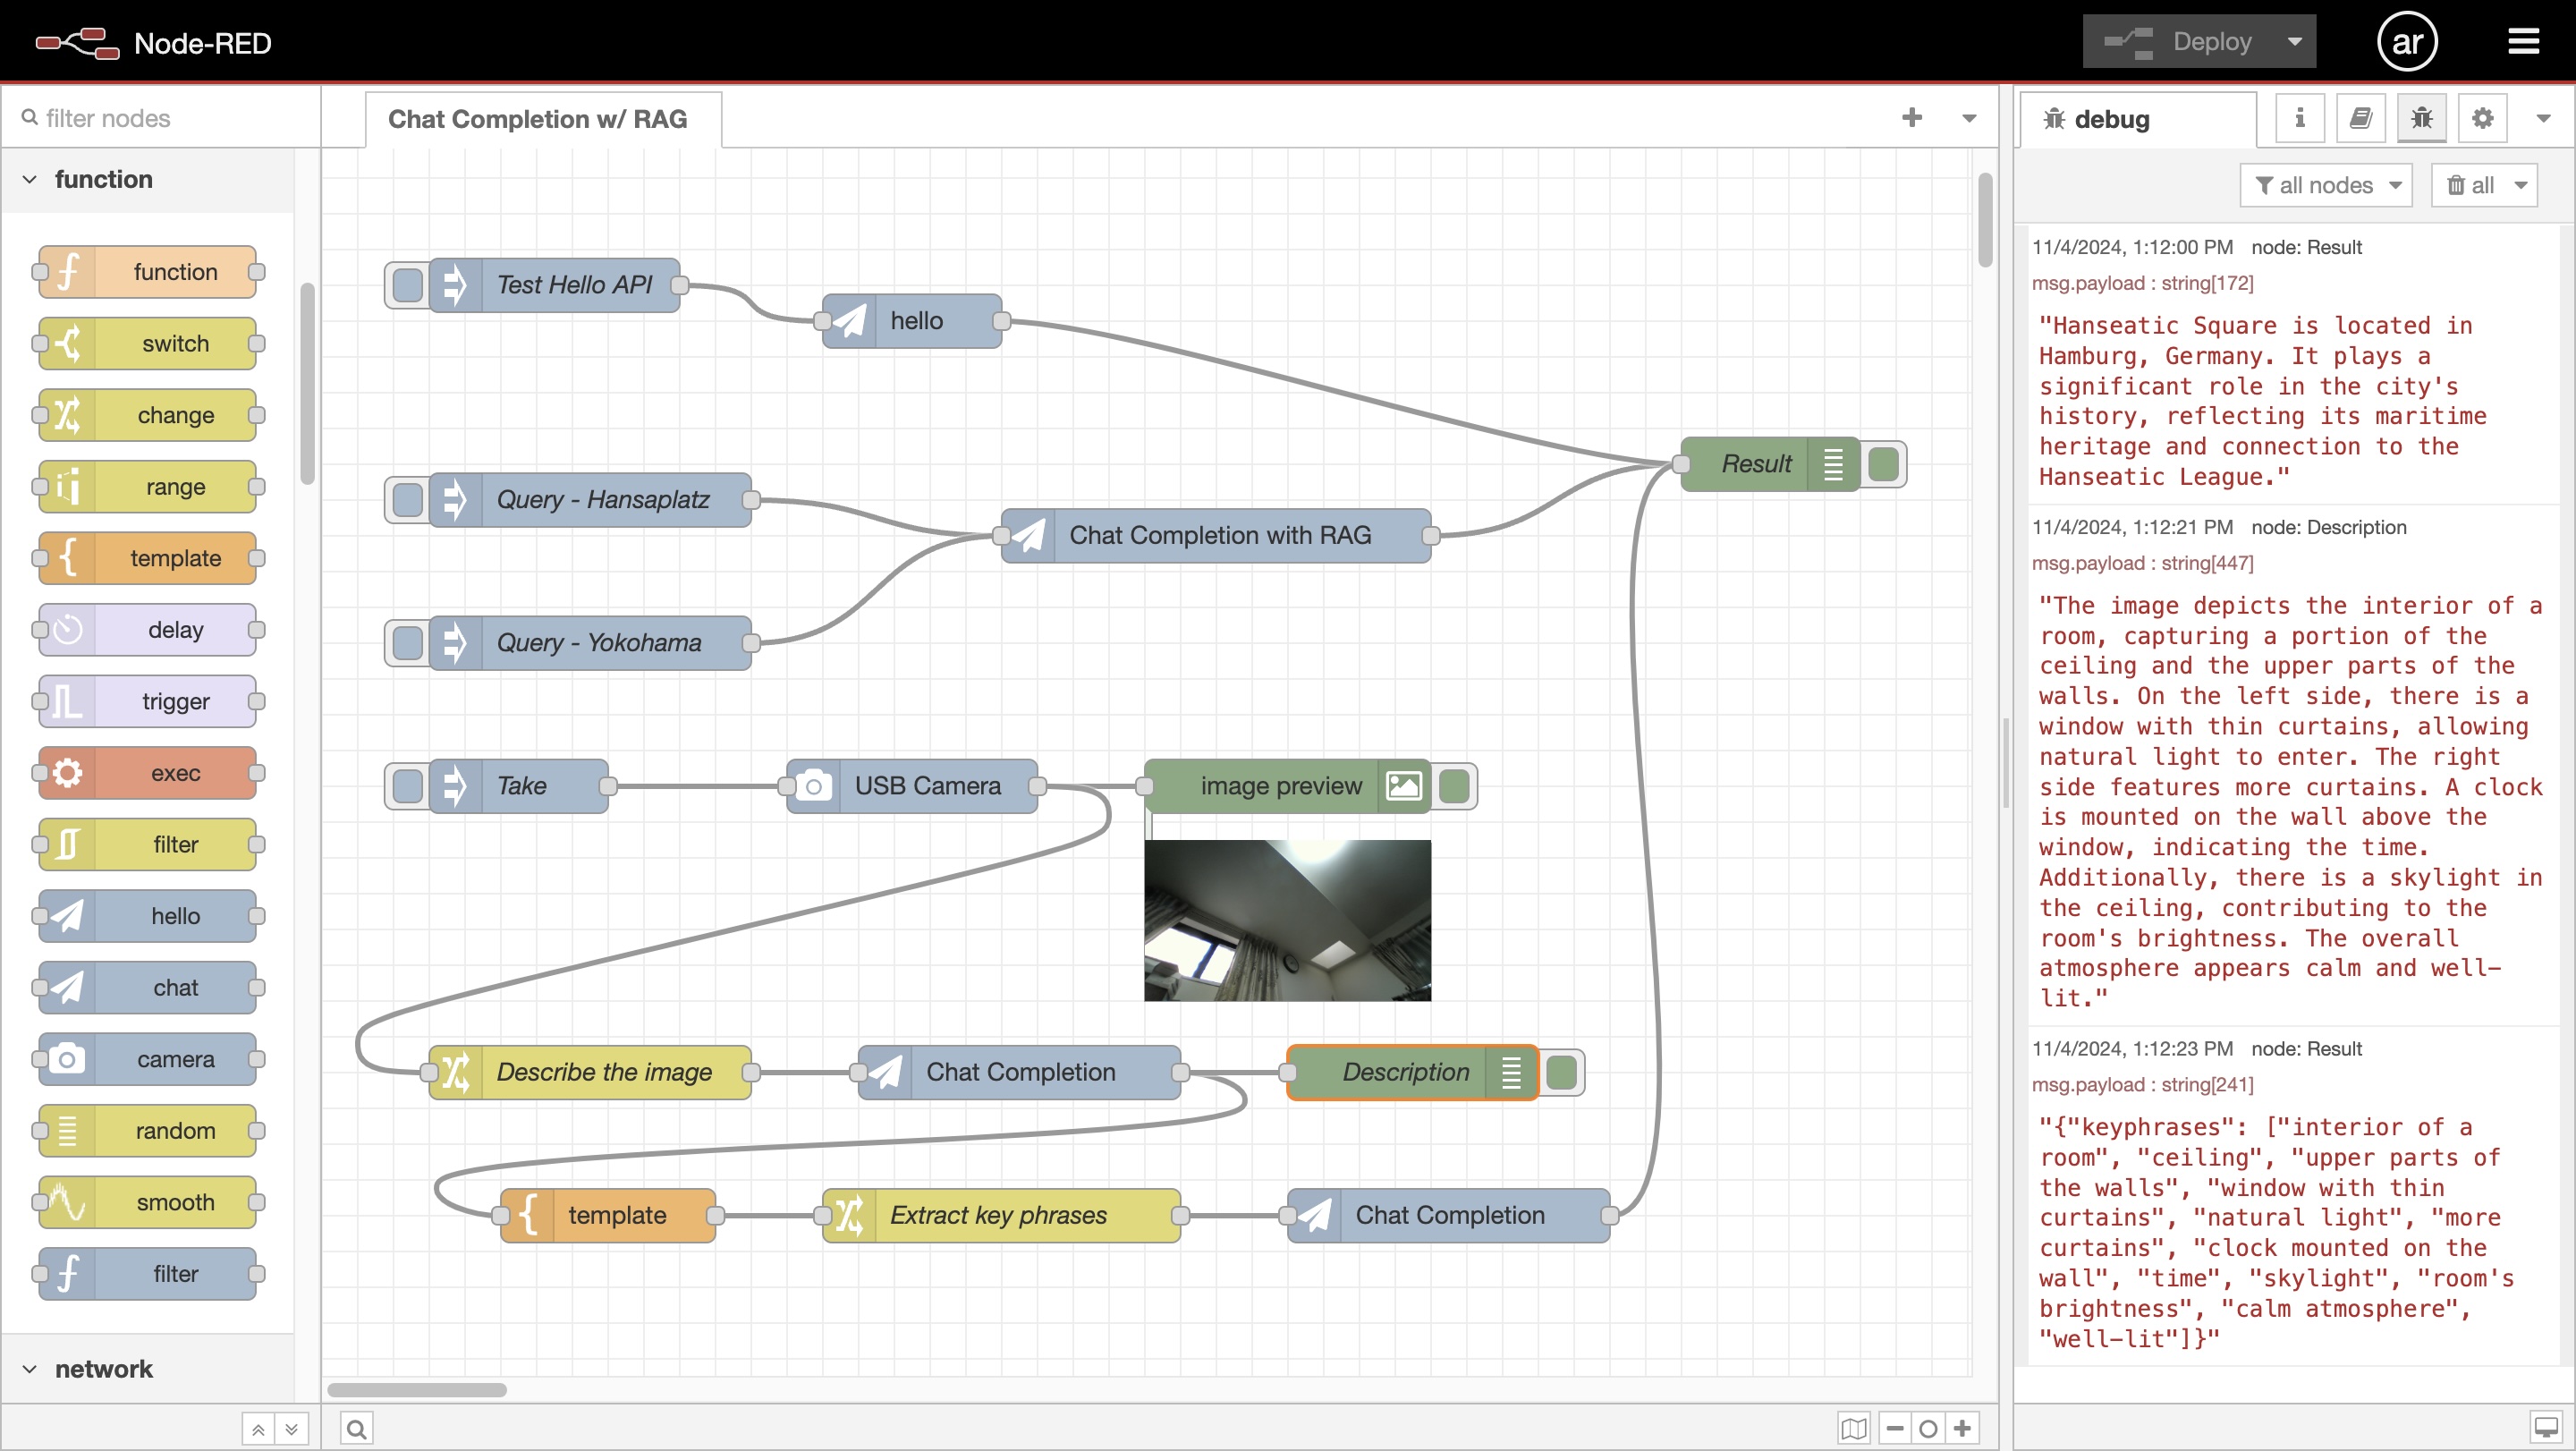 Node-RED
Deploy
ar
filter nodes
function
function
switch
change
range
template
delay
trigger
exec
filter
hello
chat
camera
random
smooth
filter
network
Chat Completion w/ RAG
Test Hello API
hello
Result
Query - Hansaplatz
Chat Completion with RAG
Query - Yokohama
Take
USB Camera
image preview
Describe the image
Chat Completion
Description
template
Extract key phrases
Chat Completion
debug
i
all nodes
all
11/4/2024, 1:12:00 PM node: Result
msg.payload : string[172]
"Hanseatic Square is located in
Hamburg, Germany. It plays a
significant role in the city's
history, reflecting its maritime
heritage and connection to the
Hanseatic League."
11/4/2024, 1:12:21 PM node: Description
msg.payload : string[447]
"The image depicts the interior of a
room, capturing a portion of the
ceiling and the upper parts of the
walls. On the left side, there is a
window with thin curtains, allowing
natural light to enter. The right
side features more curtains. A clock
is mounted on the wall above the
window, indicating the time.
Additionally, there is a skylight in
the ceiling, contributing to the
room's brightness. The overall
atmosphere appears calm and well-
lit."
11/4/2024, 1:12:23 PM node: Result
msg.payload : string[241]
"{"keyphrases": ["interior of a
room", "ceiling", "upper parts of
the walls", "window with thin
curtains", "natural light", "more
curtains", "clock mounted on the
wall", "time", "skylight", "room's
brightness", "calm atmosphere",
"well-lit"]}"